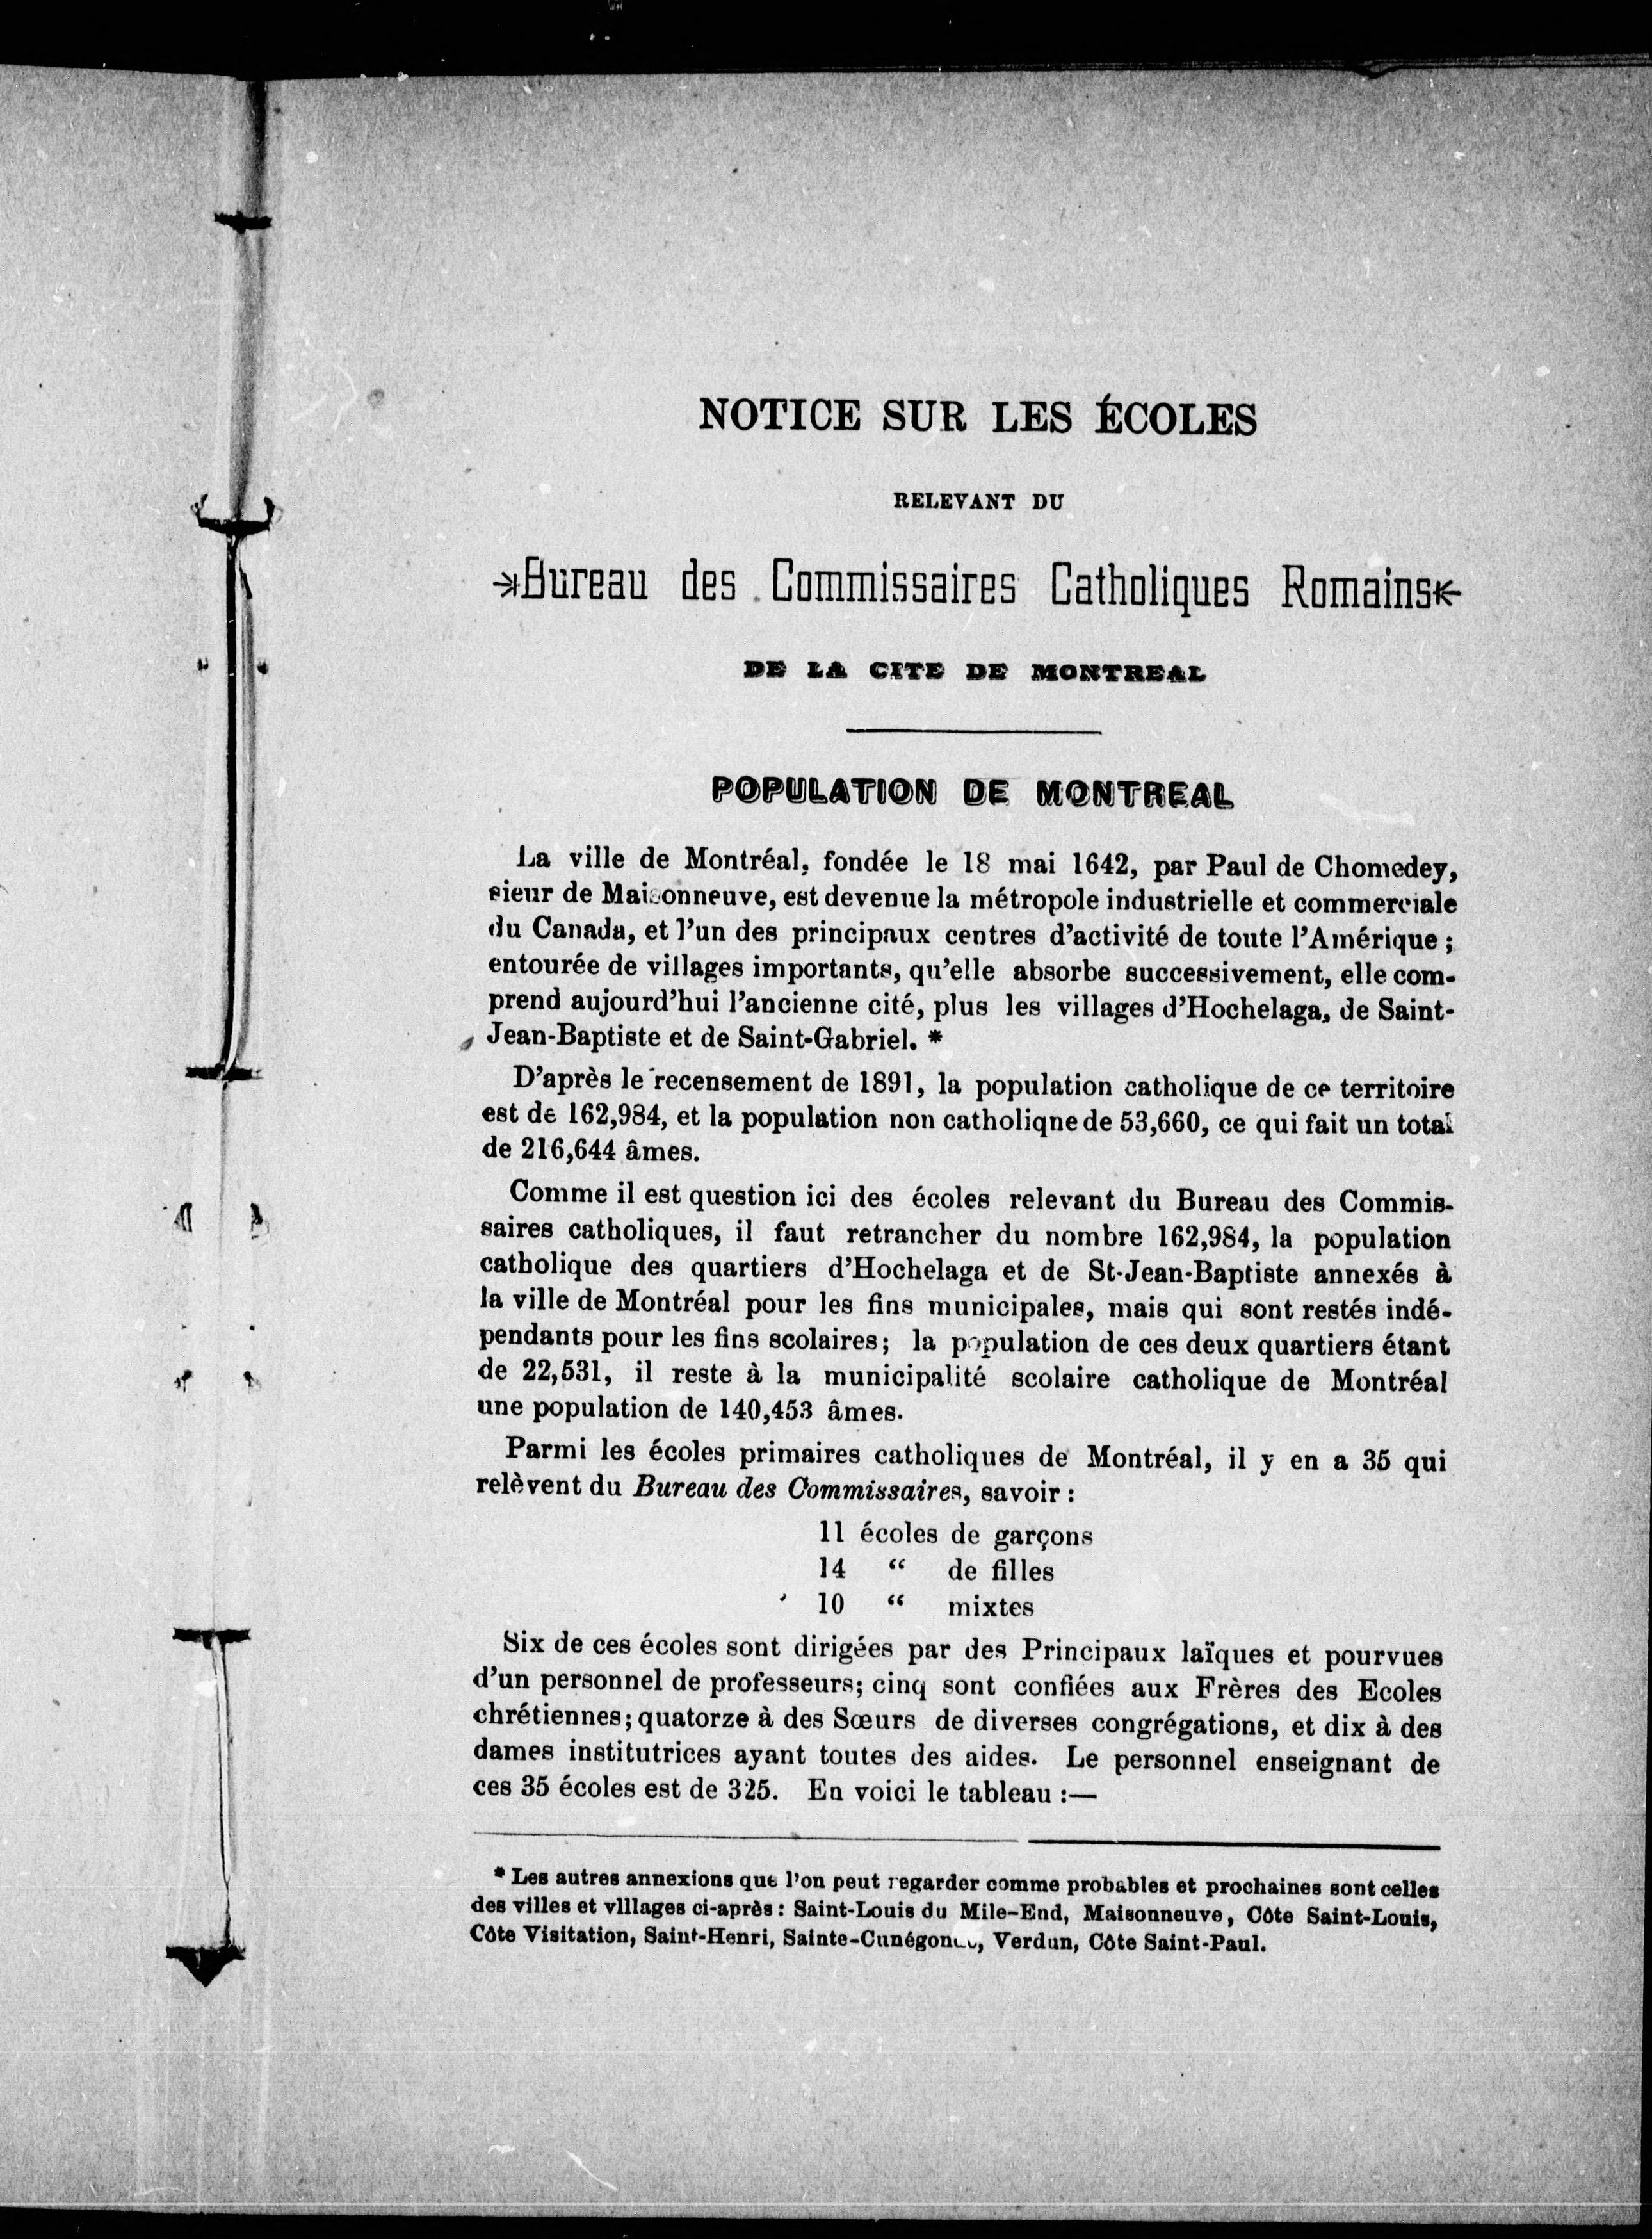 NOTICE SUR LES ÉCOLES
RELEVANT DU
Bureau des Commissaires Catholiques Romains
DE LA CITE DE MONTREAL
POPULATION DE MONTREAL
La ville de Montréal, fondée le 18 mai 1642, par Paul de Chomedey,
sieur de Maisonneuve, est devenue la métropole industrielle et commerciale
du Canada, et l'un des principaux centres d'activité de toute l'Amérique ;
entourée de villages importants, qu'elle absorbe successivement, elle com-
prend aujourd'hui l'ancienne cité, plus les villages d'Hochelaga, de Saint-
Jean-Baptiste et de Saint-Gabriel. *
D'après le recensement de 1891, la population catholique de ce territoire
est de 162,984, et la population non catholiqne de 53,660, ce qui fait un total
de 216,644 âmes.
Comme il est question ici des écoles relevant du Bureau des Commis-
saires catholiques, il faut retrancher du nombre 162,984, la population
catholique des quartiers d'Hochelaga et de St-Jean-Baptiste annexés à
la ville de Montréal pour les fins municipales, mais qui sont restés indé-
pendants pour les fins scolaires; la population de ces deux quartiers étant
de 22,531, il reste à la municipalité scolaire catholique de Montréal
une population de 140,453 âmes.
Parmi les écoles primaires catholiques de Montréal, il y en a 35 qui
relèvent du Bureau des Commissaires, savoir :
11 écoles de garçons
14 " de filles
10 " mixtes
Six de ces écoles sont dirigées par des Principaux laïques et pourvues
d'un personnel de professeurs; cinq sont confiées aux Frères des Ecoles
chrétiennes; quatorze à des Sœurs de diverses congrégations, et dix à des
dames institutrices ayant toutes des aides. Le personnel enseignant de
ces 35 écoles est de 325. En voici le tableau :—
* Les autres annexions que l'on peut regarder comme probables et prochaines sont celles
des villes et vlllages ci-après : Saint-Louis du Mile-End, Maisonneuve, Côte Saint-Louis,
Côte Visitation, Saint-Henri, Sainte-Cunégonde, Verdun, Côte Saint-Paul.